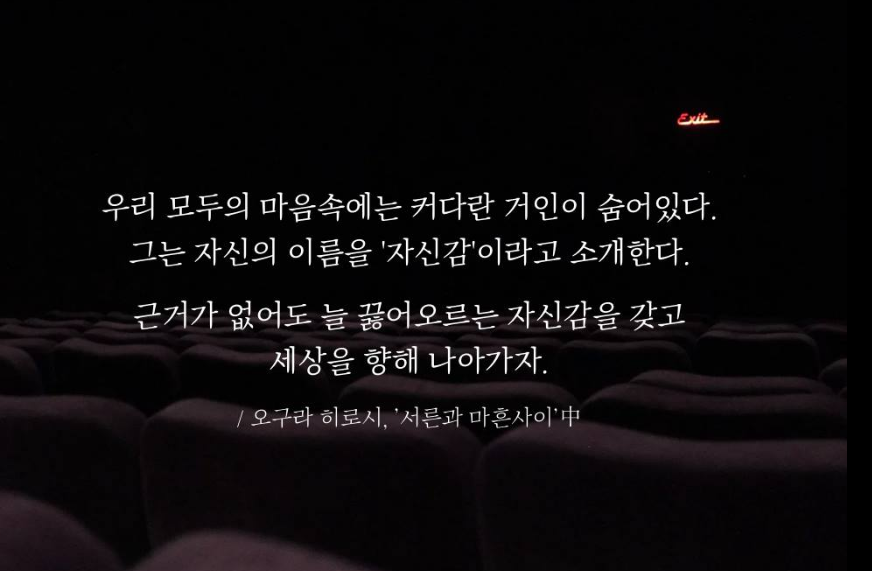 Exit
우리 모두의 마음속에는 커다란 거인이 숨어있다.
그는 자신의 이름을 '자신감'이라고 소개한다.
근거가 없어도 늘 끓어오르는 자신감을 갖고
세상을 향해 나아가자.
/ 오구라 히로시, '서른과 마흔사이'中